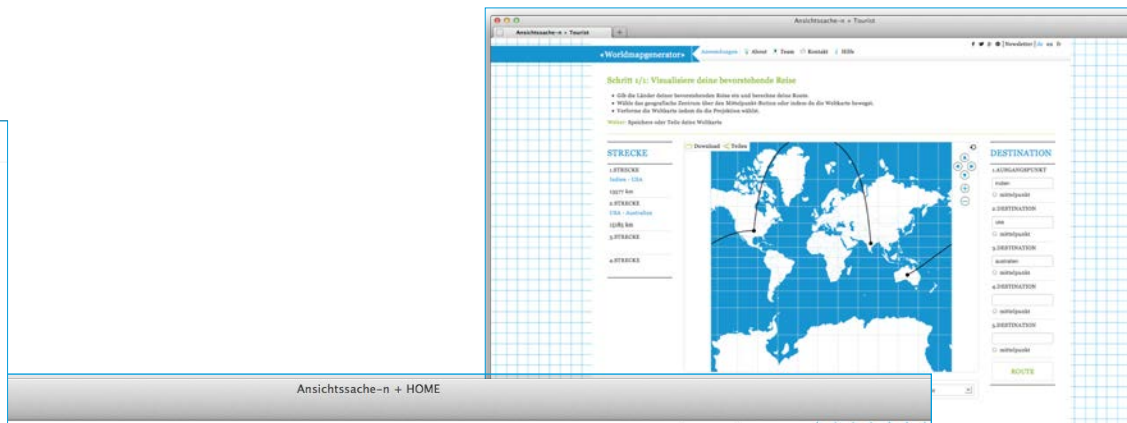 Ansichtssache-n + Tourist
Ansichtssache-n + Tourist
+Worldmapgenerator+
Anwendungen About Team Kontakt Hilfe
Newsletter de en fr
Schritt 1/1: Visualisiere deine bevorstehende Reise
Gib die Länder deiner bevorstehenden Reise ein und berechne deine Route.
Wähle das geografische Zentrum über den Mittelpunkt Button oder indem du die Weltkarte bewegst.
Verforme die Weltkarte indem du die Projektion wählst.
Weiter: Speichere oder Teile deine Weltkarte
STRECKE
1.STRECKE
Indien - USA
13577 km
2.STRECKE
USA - Australien
15185 km
3.STRECKE
4.STRECKE
Download Teilen
DESTINATION
1.AUSGANGSPUNKT
indien
mittelpunkt
2.DESTINATION
usa
mittelpunkt
3.DESTINATION
australien
mittelpunkt
4.DESTINATION
mittelpunkt
5.DESTINATION
mittelpunkt
ROUTE
Ansichtssache-n + HOME